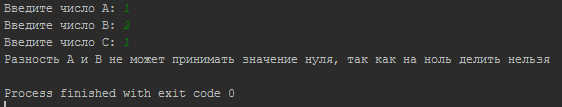 Введите число A: 1
Введите число B: 2
Введите число C: 1
Разность A и B не может принимать значение нуля, так как на ноль делить нельзя
Process finished with exit code 0